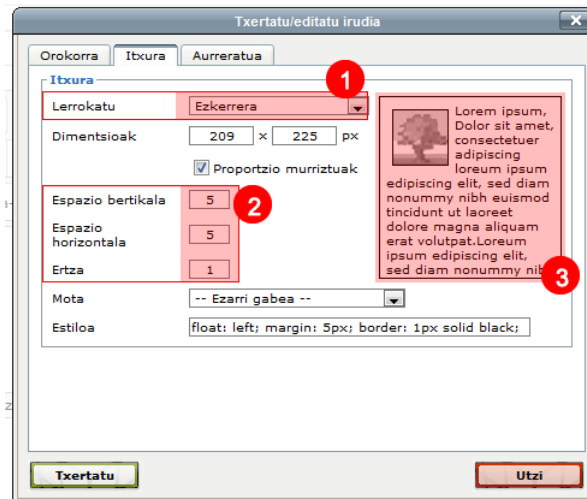 Txertatu/editatu irudia
Orokorra Itxura Aurreratua
Itxura
1
Lerrokatu Ezkerrera
Dimentsioak 209 x 225 px
Proportzio murriztuak
Espazio bertikala 5
2
Espazio
horizontala 5
Ertza 1
Lorem ipsum,
Dolor sit amet,
consectetuer
adipiscing
loreum ipsum
edipiscing elit, sed diam
nonummy nibh euismod
tincidunt ut laoreet
dolore magna aliquam
erat volutpat.Loreum
ipsum edipiscing elit,
sed diam nonummy
3
Mota -- Ezarri gabea --
Estiloa float: left; margin: 5px; border: 1px solid black;
Txertatu Utzi